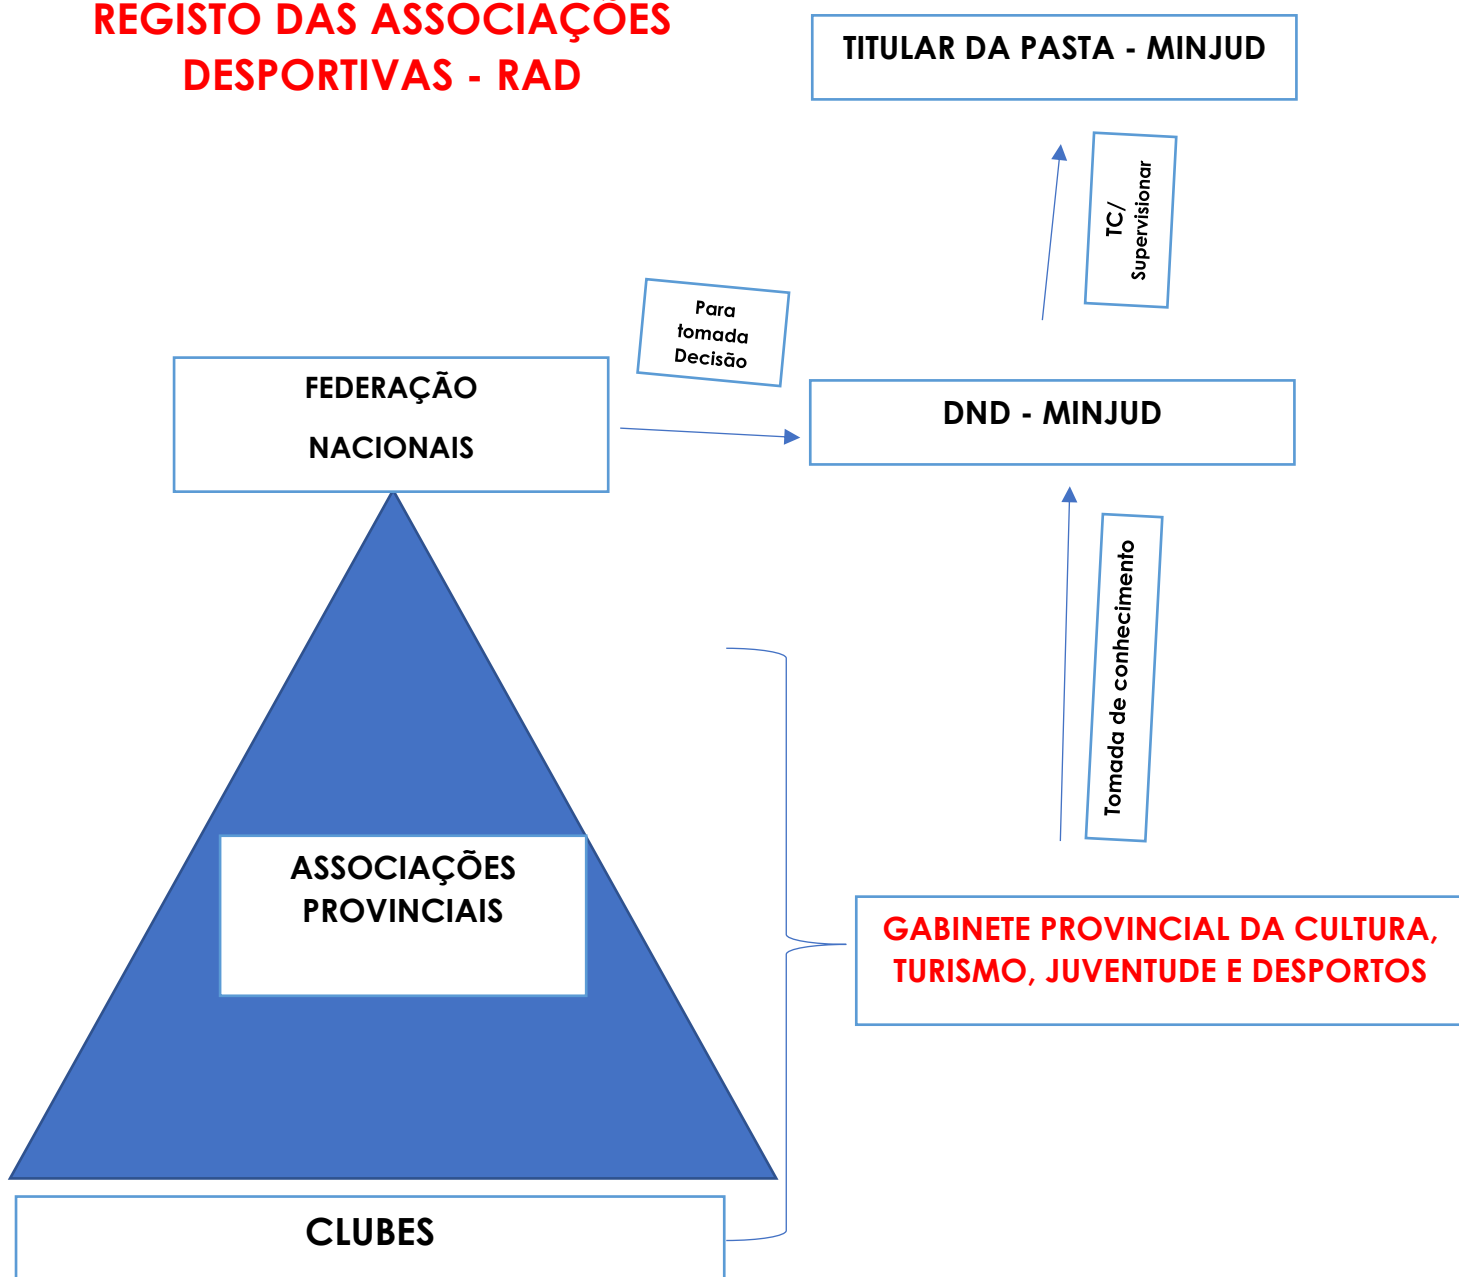 REGISTO DAS ASSOCIAÇÕES
DESPORTIVAS - RAD
TITULAR DA PASTA - MINJUD
TC/
Supervisionar
Para
tomada
Decisão
FEDERAÇÃO
NACIONAIS
DND - MINJUD
Tomada de conhecimento
ASSOCIAÇÕES
PROVINCIAIS
GABINETE PROVINCIAL DA CULTURA,
TURISMO, JUVENTUDE E DESPORTOS
CLUBES